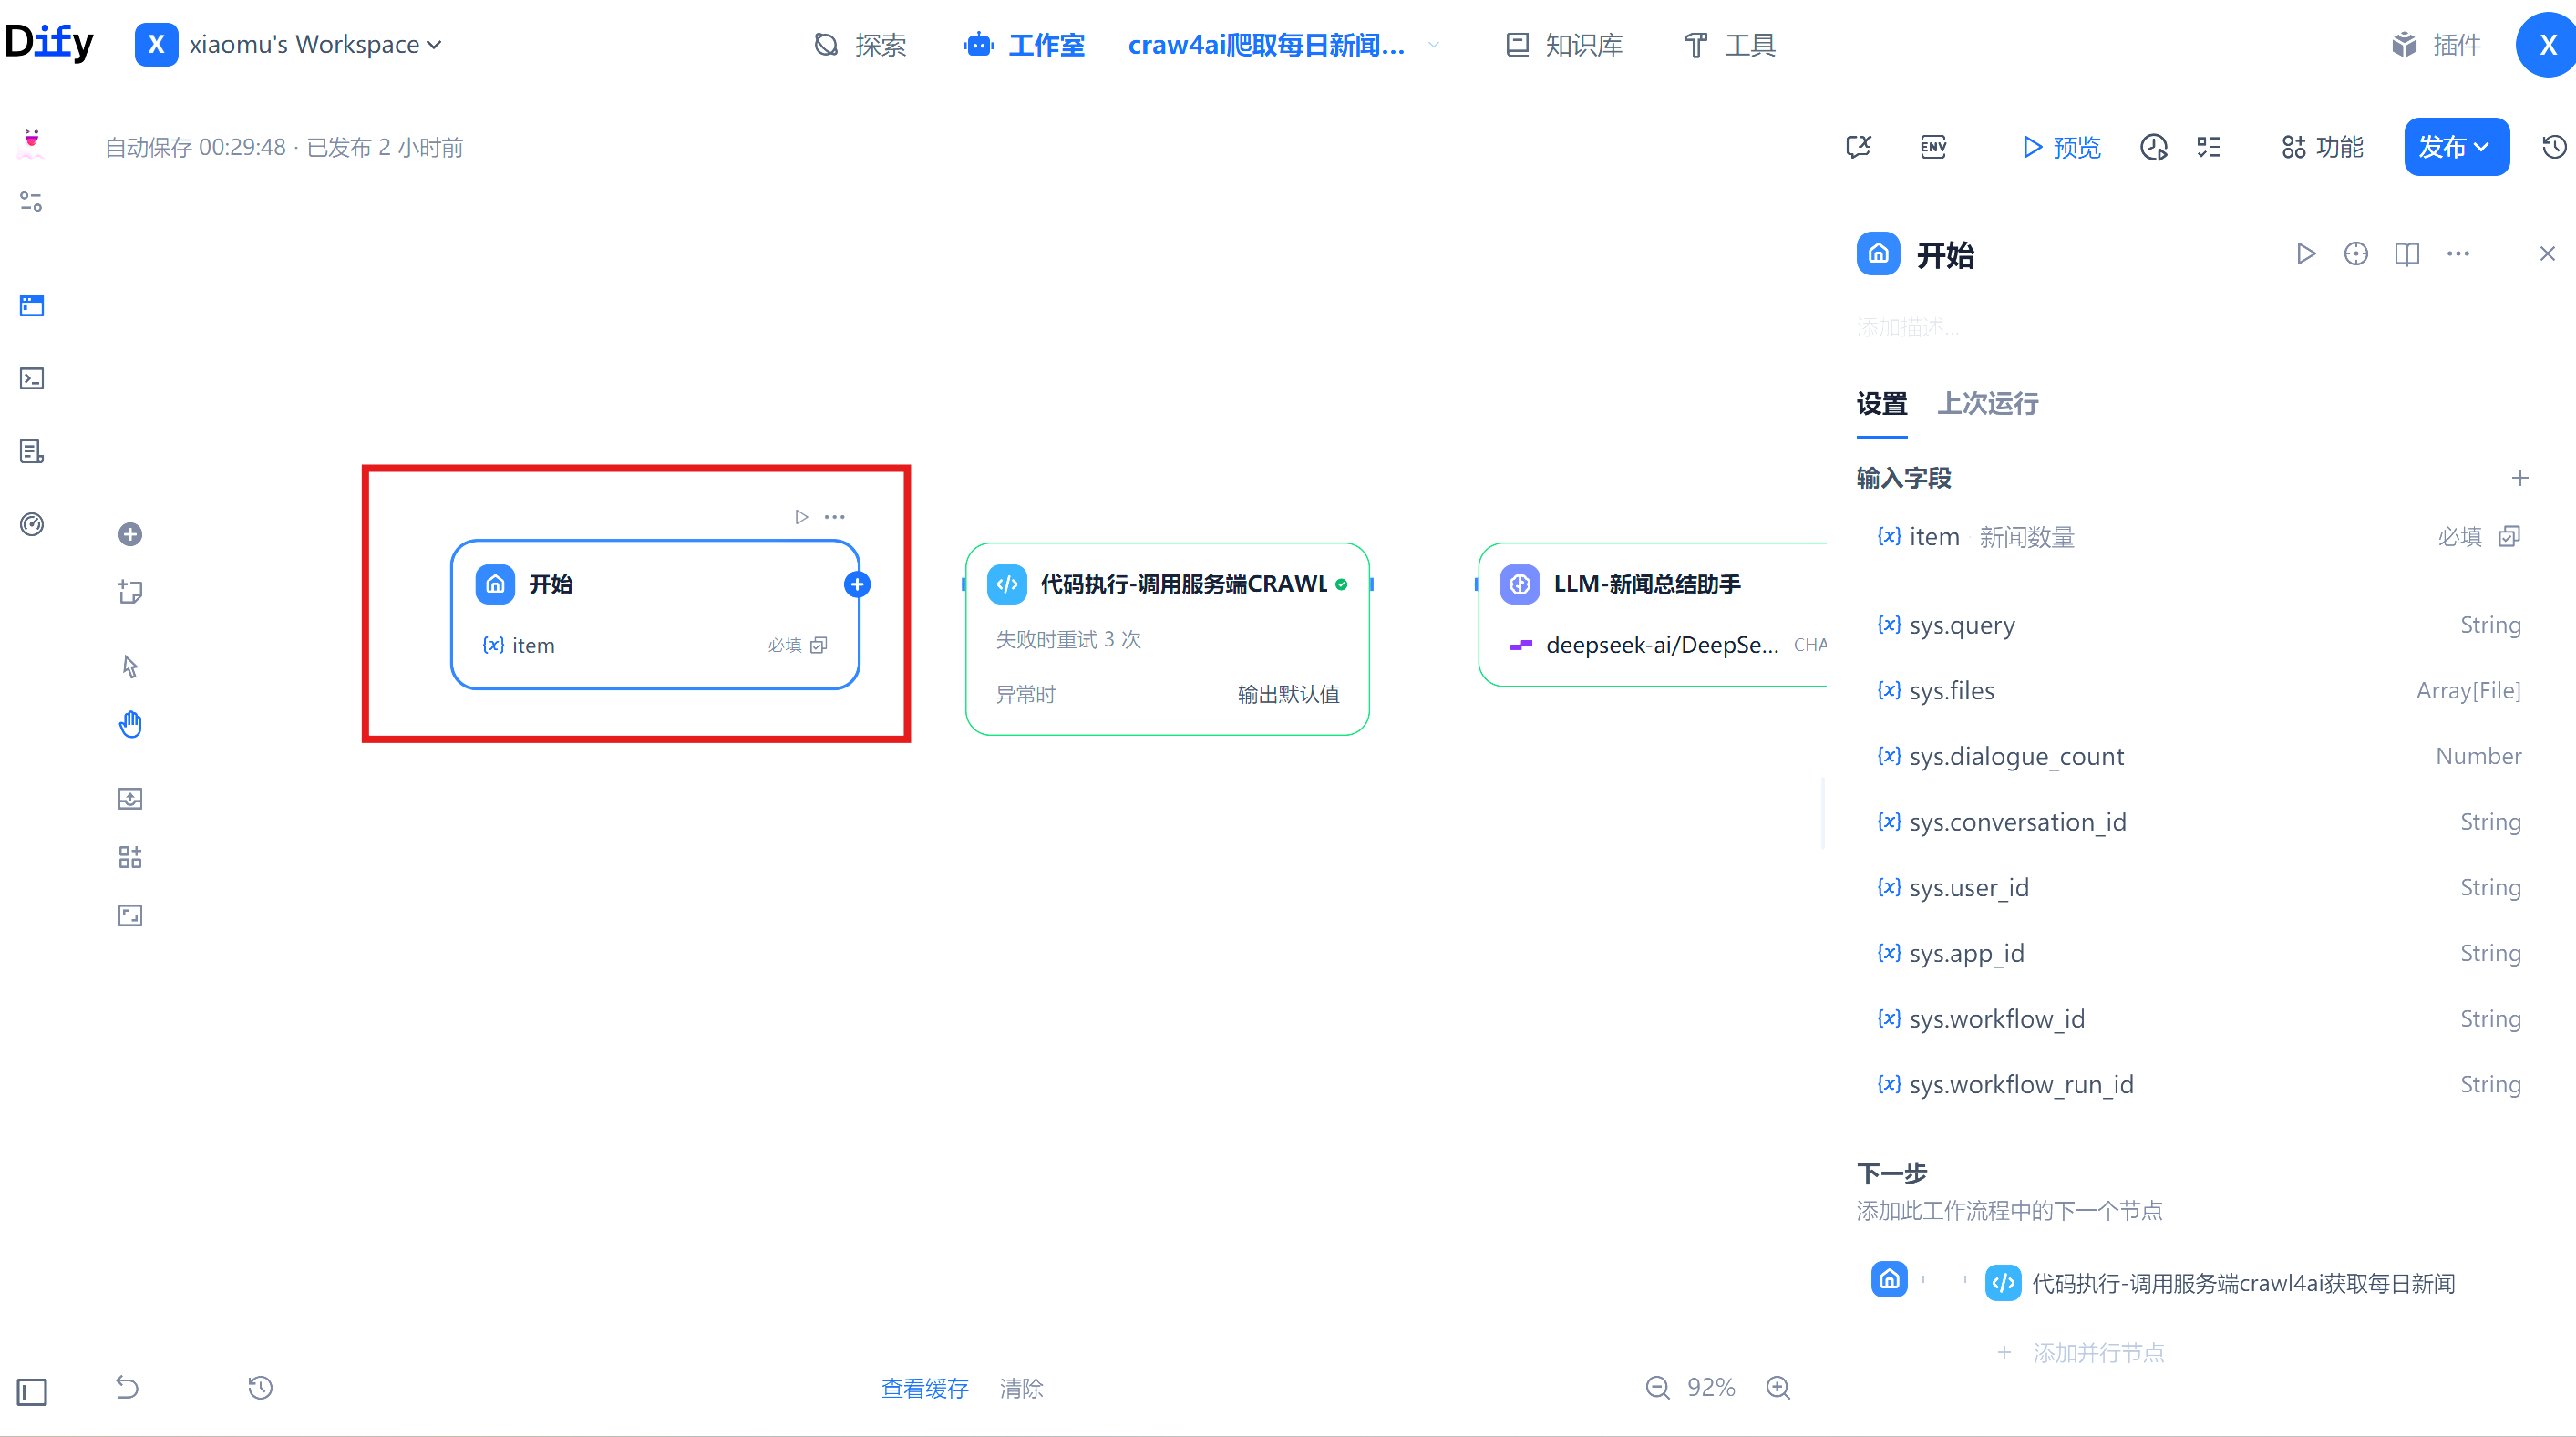 Dify
X xiaomu's Workspace
探索
工作室
craw4ai爬取每日新闻...
知识库
工具
插件
X
自动保存 00:29:48 · 已发布 2 小时前
ENV
预览
功能
发布
开始
添加描述...
设置
上次运行
输入字段
{x} item · 新闻数量
必填
{x} sys.query
String
{x} sys.files
Array[File]
{x} sys.dialogue_count
Number
{x} sys.conversation_id
String
{x} sys.user_id
String
{x} sys.app_id
String
{x} sys.workflow_id
String
{x} sys.workflow_run_id
String
下一步
添加此工作流程中的下一个节点
代码执行-调用服务端crawl4ai获取每日新闻
+ 添加并行节点
开始
{x} item
必填
代码执行-调用服务端CRAWL
失败时重试 3 次
异常时
输出默认值
LLM-新闻总结助手
deepseek-ai/DeepSe...
CHA
查看缓存
清除
92%